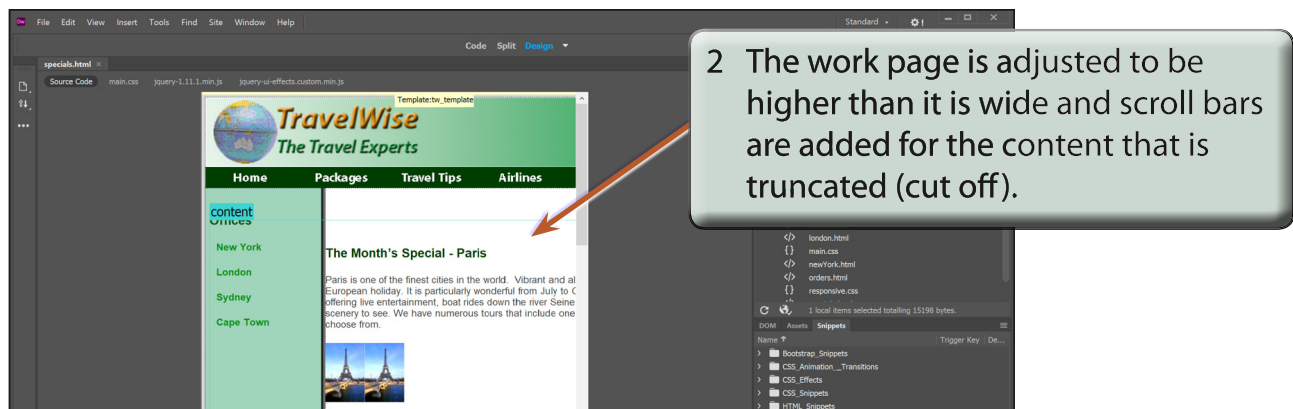 Dw File Edit View Insert Tools Find Site Window Help Standard
Code Split Design
specials.html ×
Source Code main.css jquery-1.11.1.min.js jquery-ui-effects.custom.min.js
2 The work page is adjusted to be
higher than it is wide and scroll bars
are added for the content that is
truncated (cut off).
Template:tw_template
TravelWise
The Travel Experts
Home Packages Travel Tips Airlines
content
Offices
New York
London
Sydney
Cape Town
The Month's Special - Paris
Paris is one of the finest cities in the world. Vibrant and al
European holiday. It is particularly wonderful from July to
offering live entertainment, boat rides down the river Seine
scenery to see. We have numerous tours that include one
choose from.
london.html
main.css
newYork.html
orders.html
responsive.css
1 local items selected totalling 15198 bytes.
DOM Assets Snippets
Name Trigger Key De...
Bootstrap_Snippets
CSS_Animation__Transitions
CSS_Effects
CSS_Snippets
HTML_Snippets